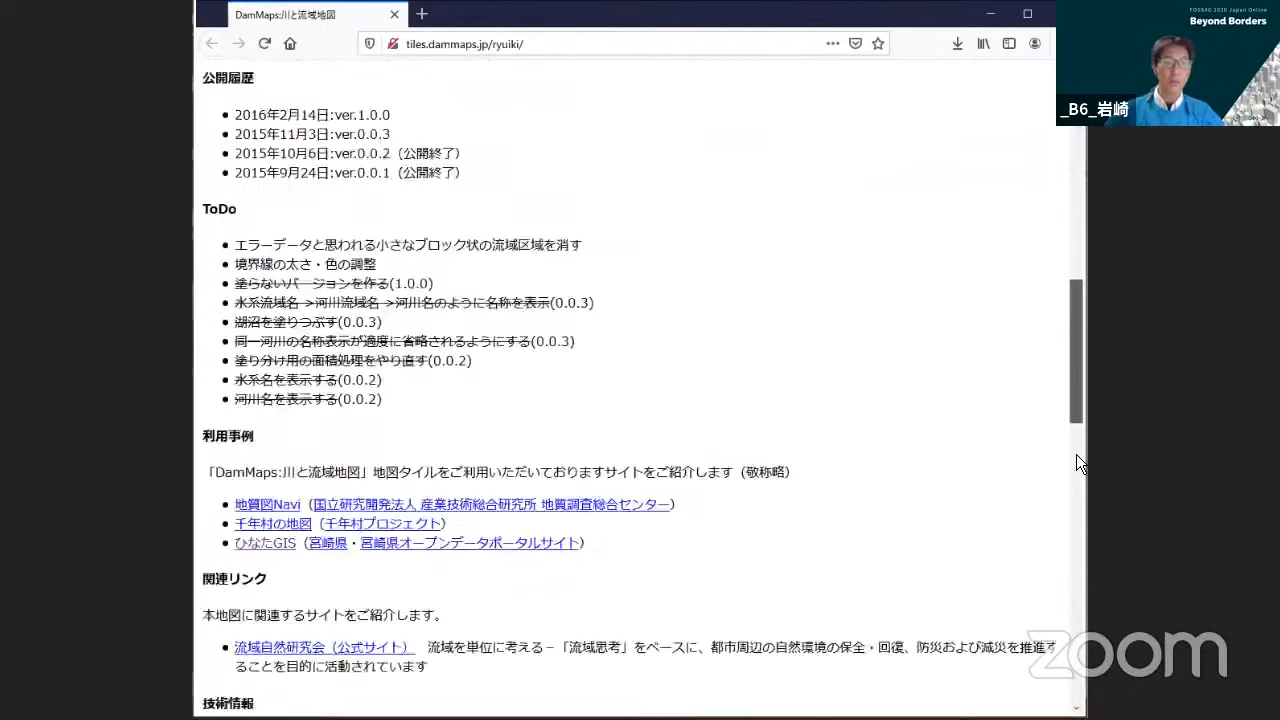 DamMaps:川と流域地図
tiles.dammaps.jp/ryuiki/
公開履歴
2016年2月14日:ver.1.0.0
2015年11月3日:ver.0.0.3
2015年10月6日:ver.0.0.2（公開終了）
2015年9月24日:ver.0.0.1（公開終了）
ToDo
エラーデータと思われる小さなブロック状の流域区域を消す
境界線の太さ・色の調整
塗らないバージョンを作る(1.0.0)
水系流域名->河川流域名->河川名のように名称を表示(0.0.3)
湖沼を塗りつぶす(0.0.3)
同一河川の名称表示が適度に省略されるようにする(0.0.3)
塗り分け用の面積処理をやり直す(0.0.2)
水系名を表示する(0.0.2)
河川名を表示する(0.0.2)
利用事例
「DamMaps:川と流域地図」地図タイルをご利用いただいておりますサイトをご紹介します（敬称略）
地質図Navi（国立研究開発法人 産業技術総合研究所 地質調査総合センター）
千年村の地図（千年村プロジェクト）
ひなたGIS（宮崎県・宮崎県オープンデータポータルサイト）
関連リンク
本地図に関連するサイトをご紹介します。
流域自然研究会（公式サイト） 流域を単位に考える－「流域思考」をベースに、都市周辺の自然環境の保全・回復、防災および減災を推進す
ることを目的に活動されています
技術情報
FOSS4G 2020 Japan Online
Beyond Borders
_B6_岩崎
zoom